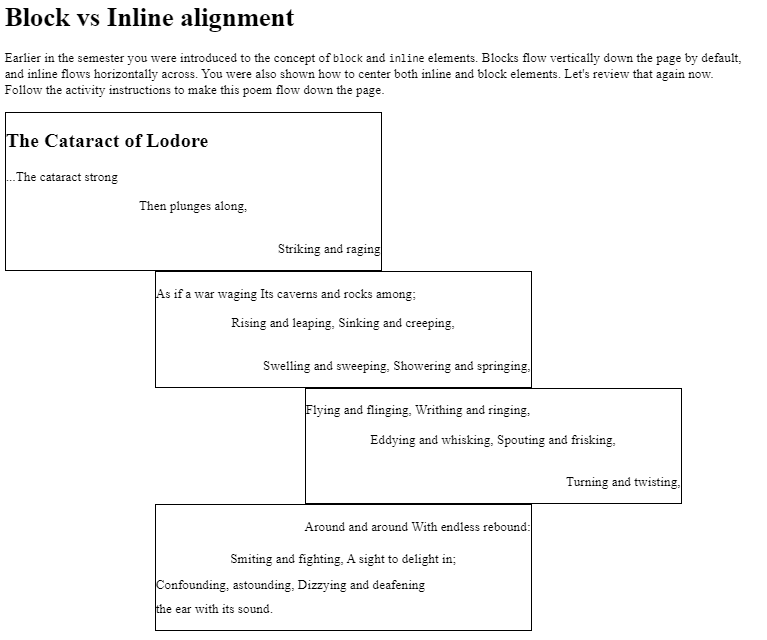 Block vs Inline alignment
Earlier in the semester you were introduced to the concept of block and inline elements. Blocks flow vertically down the page by default,
and inline flows horizontally across. You were also shown how to center both inline and block elements. Let's review that again now.
Follow the activity instructions to make this poem flow down the page.
The Cataract of Lodore
...The cataract strong
Then plunges along,
Striking and raging
As if a war waging Its caverns and rocks among;
Rising and leaping, Sinking and creeping,
Swelling and sweeping, Showering and springing,
Flying and flinging, Writhing and ringing,
Eddying and whisking, Spouting and frisking,
Turning and twisting,
Around and around With endless rebound:
Smiting and fighting, A sight to delight in;
Confounding, astounding, Dizzying and deafening
the ear with its sound.